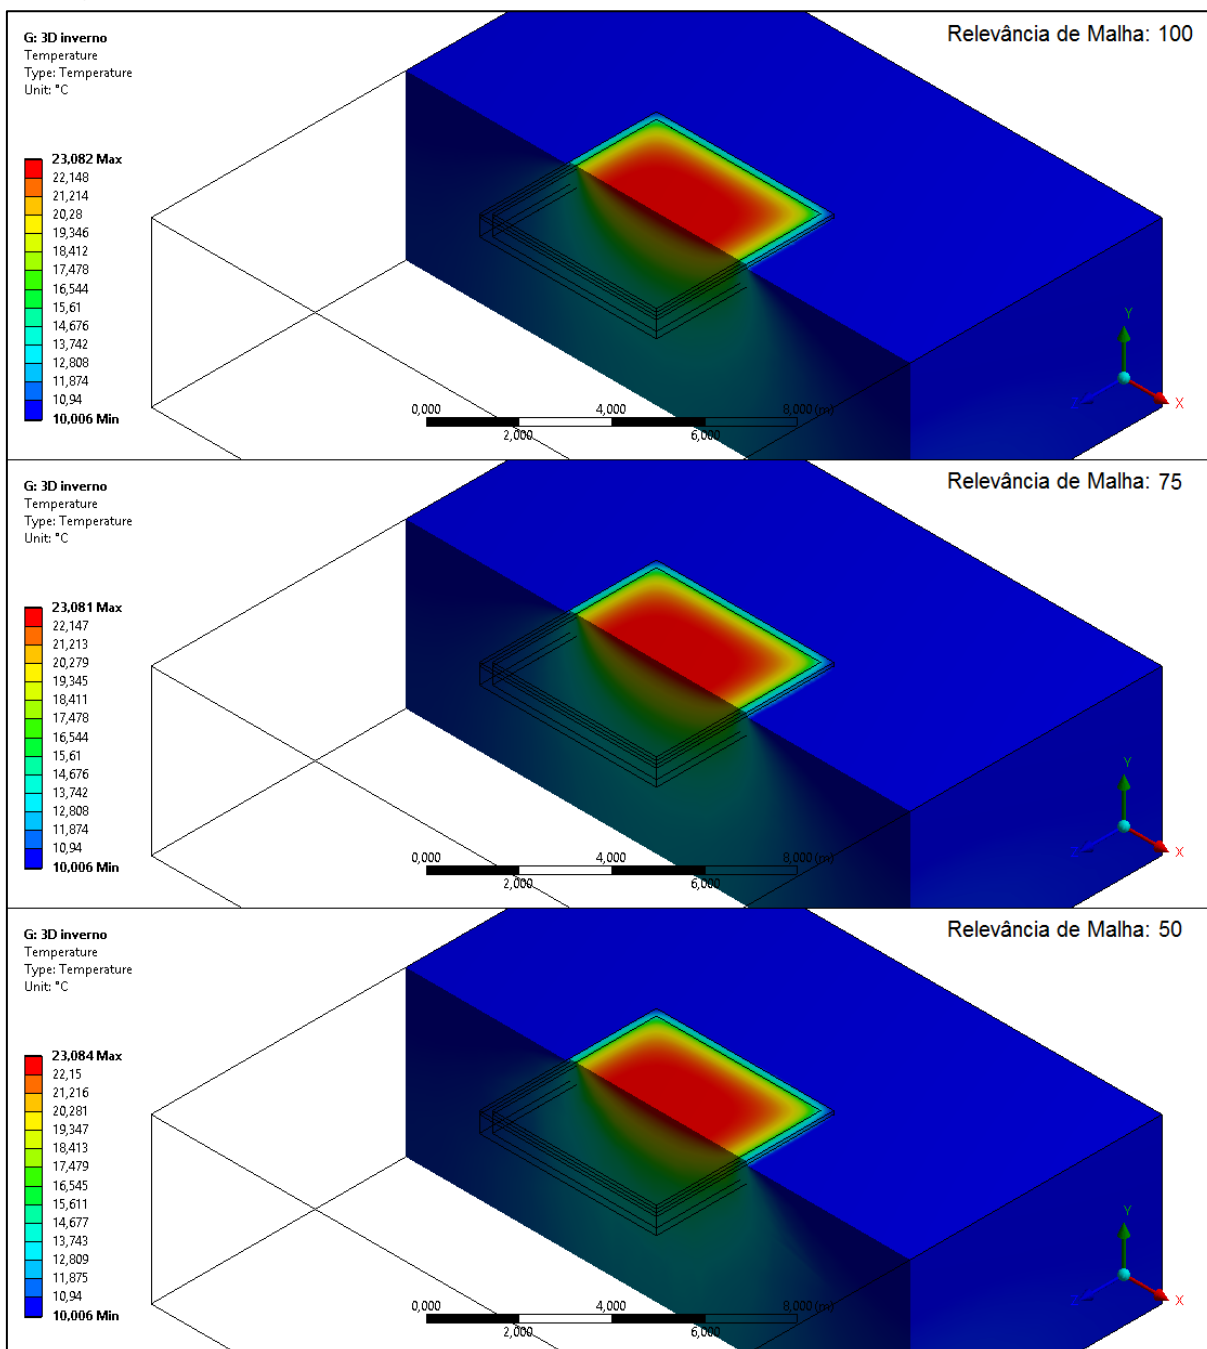 G: 3D inverno
Temperature
Type: Temperature
Unit: °C
Relevância de Malha: 100
23,082 Max
22,148
21,214
20,28
19,346
18,412
17,478
16,544
15,61
14,676
13,742
12,808
11,874
10,94
10,006 Min
0,000 4,000 8,000 (m)
2,000 6,000
Y
Z
X
G: 3D inverno
Temperature
Type: Temperature
Unit: °C
Relevância de Malha: 75
23,081 Max
22,147
21,213
20,279
19,345
18,411
17,478
16,544
15,61
14,676
13,742
12,808
11,874
10,94
10,006 Min
0,000 4,000 8,000 (m)
2,000 6,000
Y
Z
X
G: 3D inverno
Temperature
Type: Temperature
Unit: °C
Relevância de Malha: 50
23,084 Max
22,15
21,216
20,281
19,347
18,413
17,479
16,545
15,611
14,677
13,743
12,809
11,875
10,94
10,006 Min
0,000 4,000 8,000 (m)
2,000 6,000
Y
Z
X